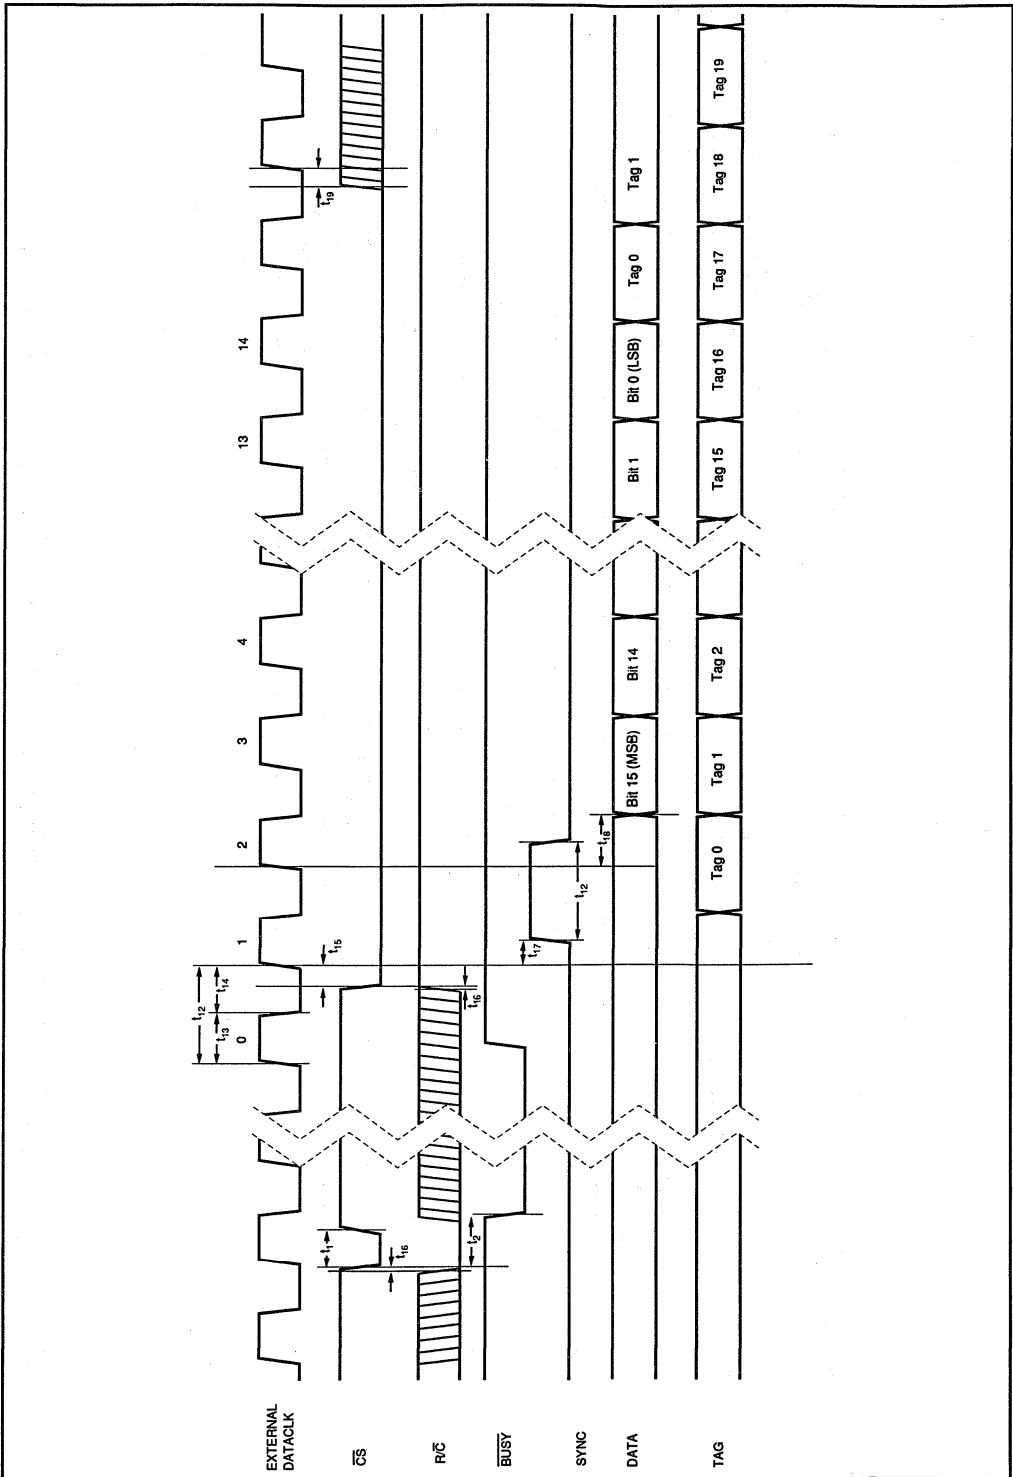 EXTERNAL
DATACLK
0
1
2
3
4
13
14
t12
t13
t14
CS
t1
t15
t19
R/C
t16
t16
BUSY
t2
SYNC
t17
t12
t18
DATA
Bit 15 (MSB)
Bit 14
Bit 1
Bit 0 (LSB)
Tag 0
Tag 1
TAG
Tag 0
Tag 1
Tag 2
Tag 15
Tag 16
Tag 17
Tag 18
Tag 19